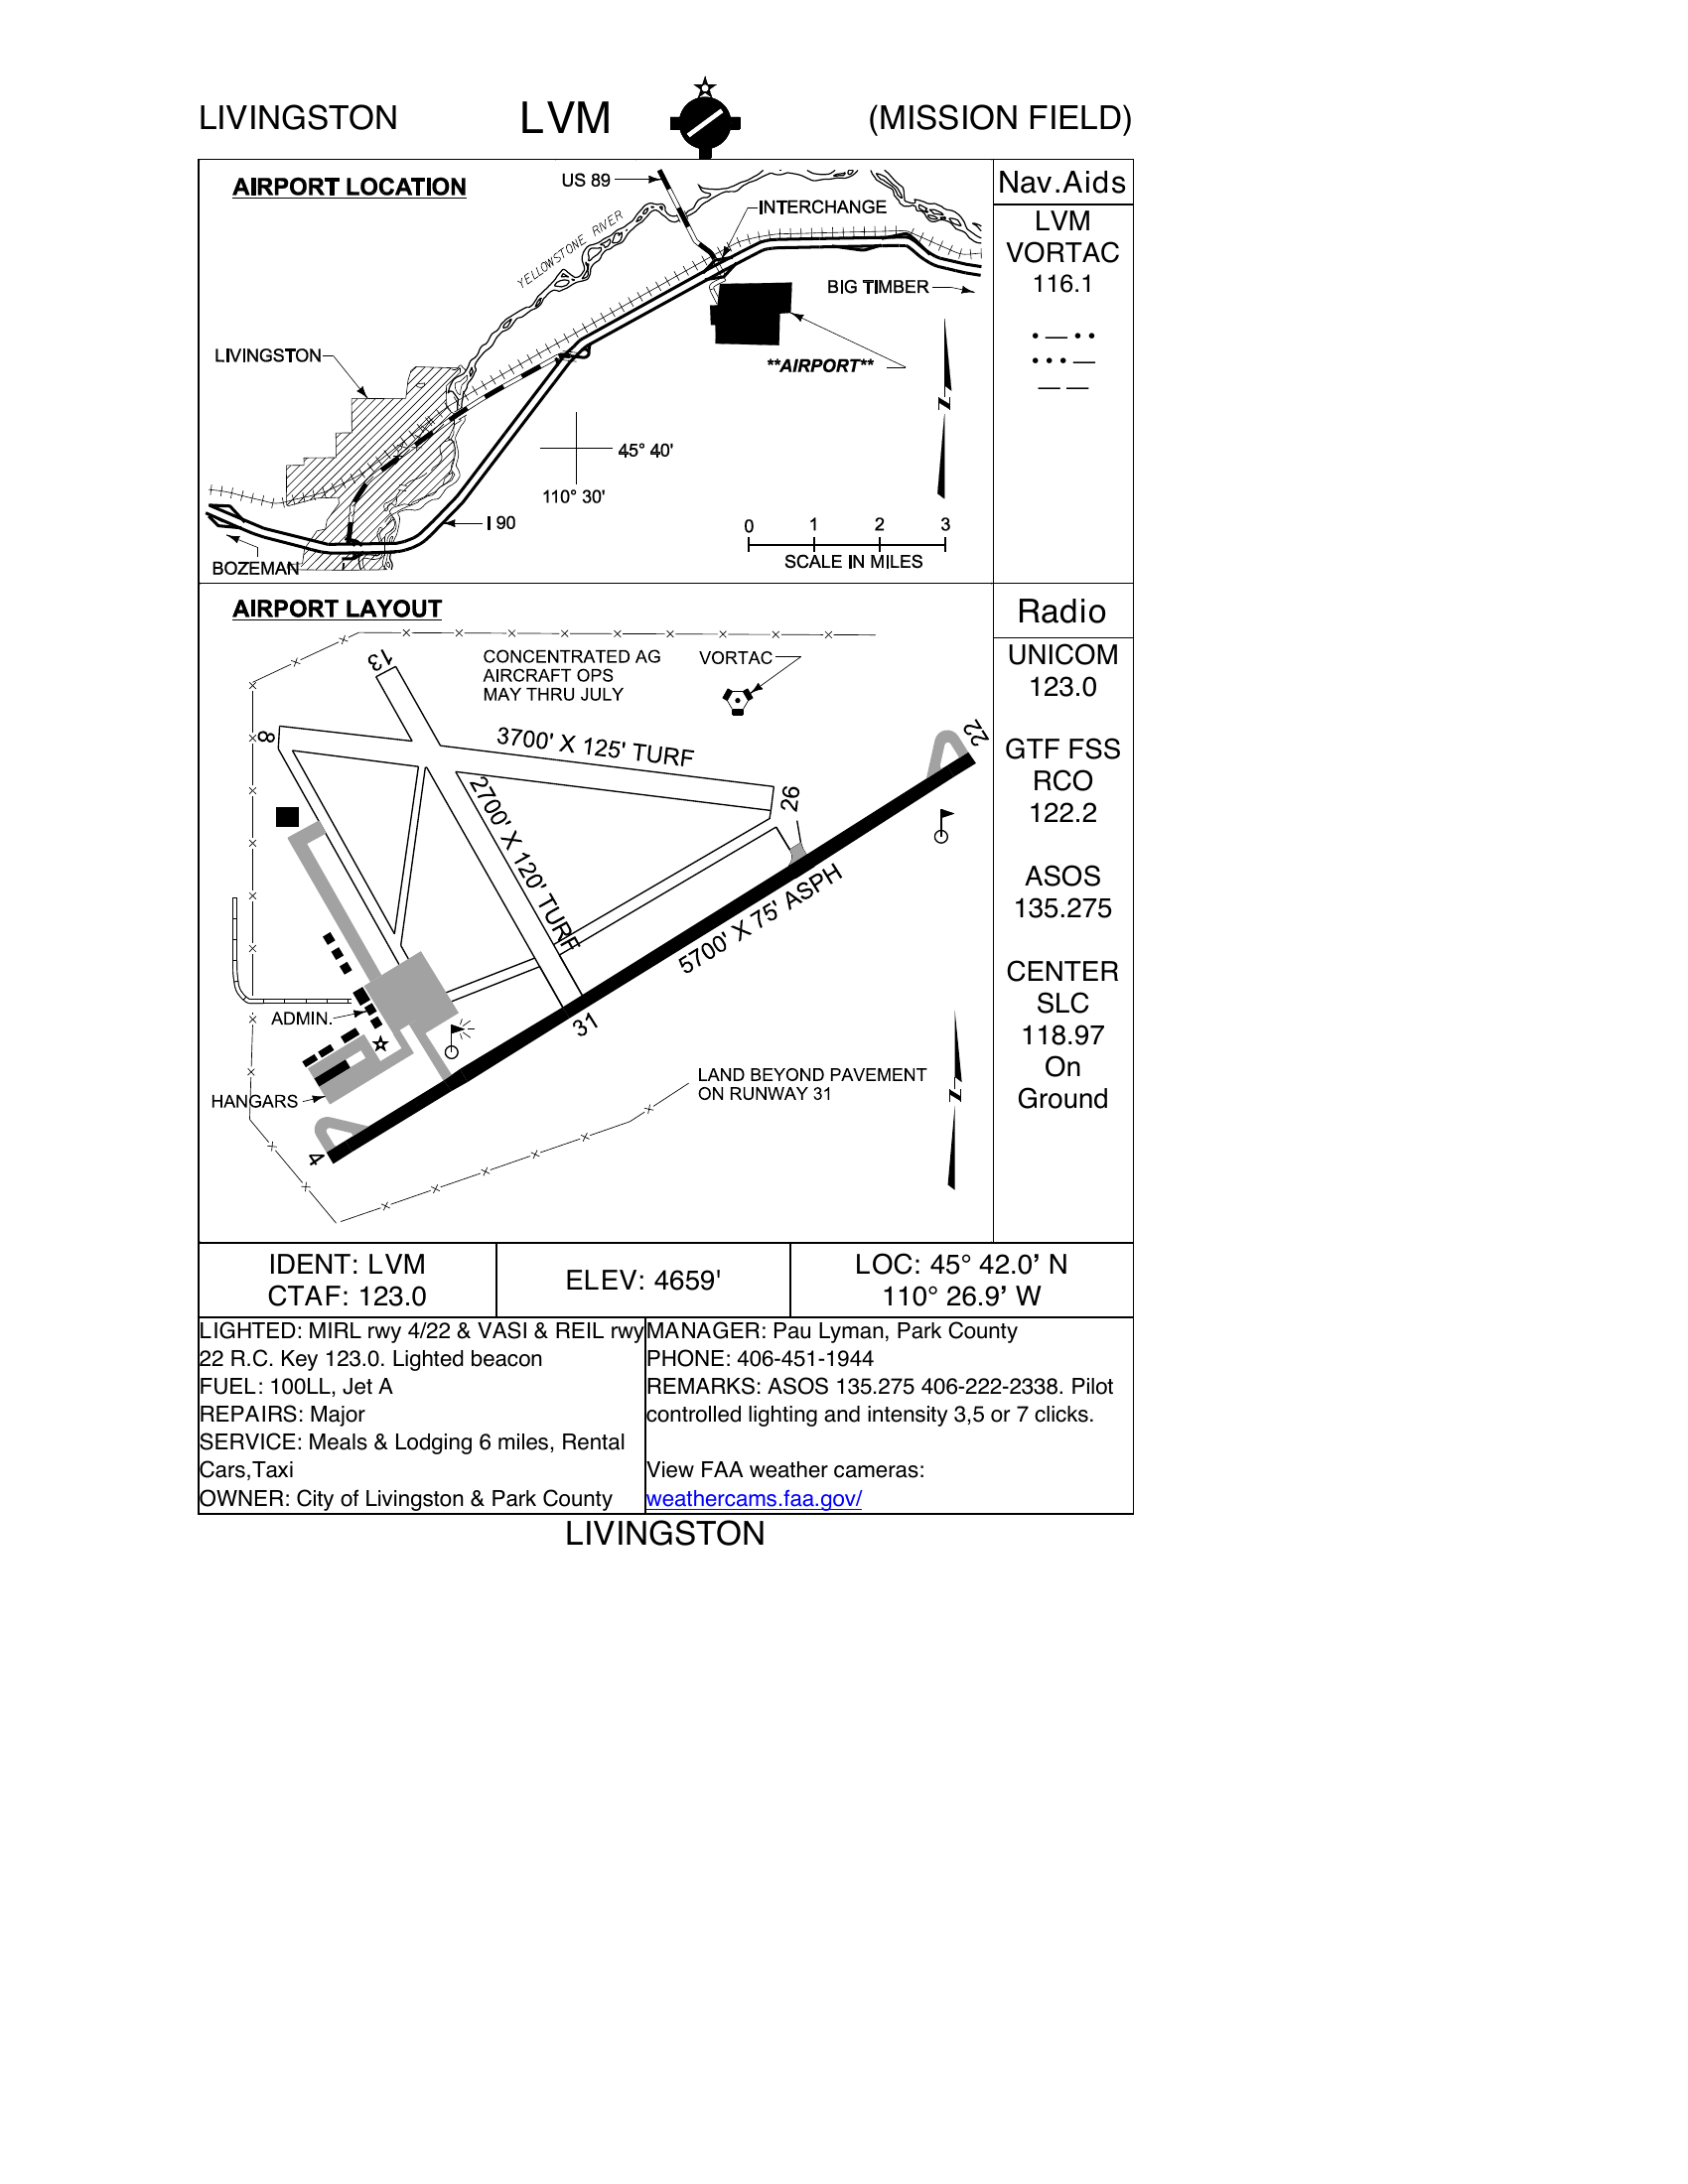 LIVINGSTON LVM (MISSION FIELD)
AIRPORT LOCATION
US 89
INTERCHANGE
YELLOWSTONE RIVER
BIG TIMBER
LIVINGSTON
**AIRPORT**
N
45° 40'
110° 30'
I 90
0 1 2 3
SCALE IN MILES
BOZEMAN
Nav.Aids
LVM
VORTAC
116.1
AIRPORT LAYOUT
13
CONCENTRATED AG
AIRCRAFT OPS
MAY THRU JULY
VORTAC
8
3700' X 125' TURF
22
2700' X 120' TURF
26
5700' X 75' ASPH
ADMIN.
31
HANGARS
LAND BEYOND PAVEMENT
ON RUNWAY 31
N
4
Radio
UNICOM
123.0
GTF FSS
RCO
122.2
ASOS
135.275
CENTER
SLC
118.97
On
Ground
IDENT: LVM
CTAF: 123.0
ELEV: 4659'
LOC: 45° 42.0’ N
110° 26.9’ W
LIGHTED: MIRL rwy 4/22 & VASI & REIL rwy
22 R.C. Key 123.0. Lighted beacon
FUEL: 100LL, Jet A
REPAIRS: Major
SERVICE: Meals & Lodging 6 miles, Rental
Cars,Taxi
OWNER: City of Livingston & Park County
MANAGER: Pau Lyman, Park County
PHONE: 406-451-1944
REMARKS: ASOS 135.275 406-222-2338. Pilot
controlled lighting and intensity 3,5 or 7 clicks.
View FAA weather cameras:
weathercams.faa.gov/
LIVINGSTON